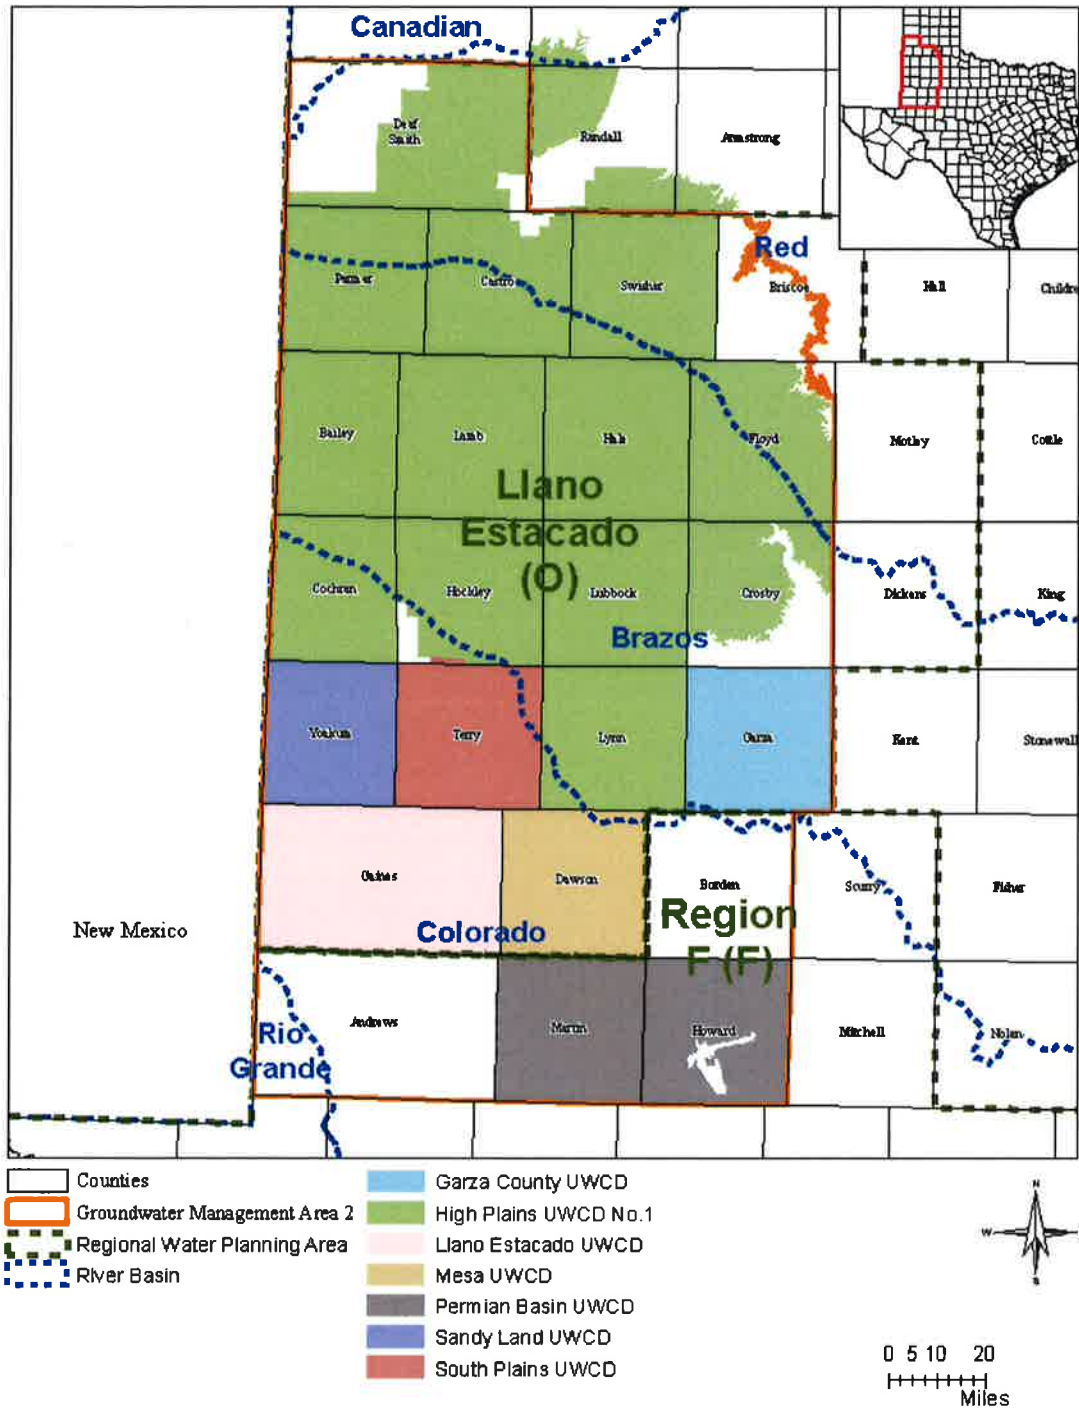 Canadian
Deaf
Smith
Randall
Armstrong
Red
Parmer
Castro
Swisher
Briscoe
Hall
Childre
Bailey
Lamb
Hale
Floyd
Motley
Cottle
Llano
Estacado
(O)
Cochran
Hockley
Lubbock
Crosby
Dickens
King
Brazos
Yoakum
Terry
Lynn
Garza
Kent
Stonewall
Gaines
Dawson
Borden
Scurry
Fisher
New Mexico
Colorado
Region
F (F)
Andrews
Martin
Howard
Mitchell
Nolan
Rio
Grande
Counties
Groundwater Management Area 2
Regional Water Planning Area
River Basin
Garza County UWCD
High Plains UWCD No.1
Llano Estacado UWCD
Mesa UWCD
Permian Basin UWCD
Sandy Land UWCD
South Plains UWCD
N
W
S
0 5 10 20
Miles